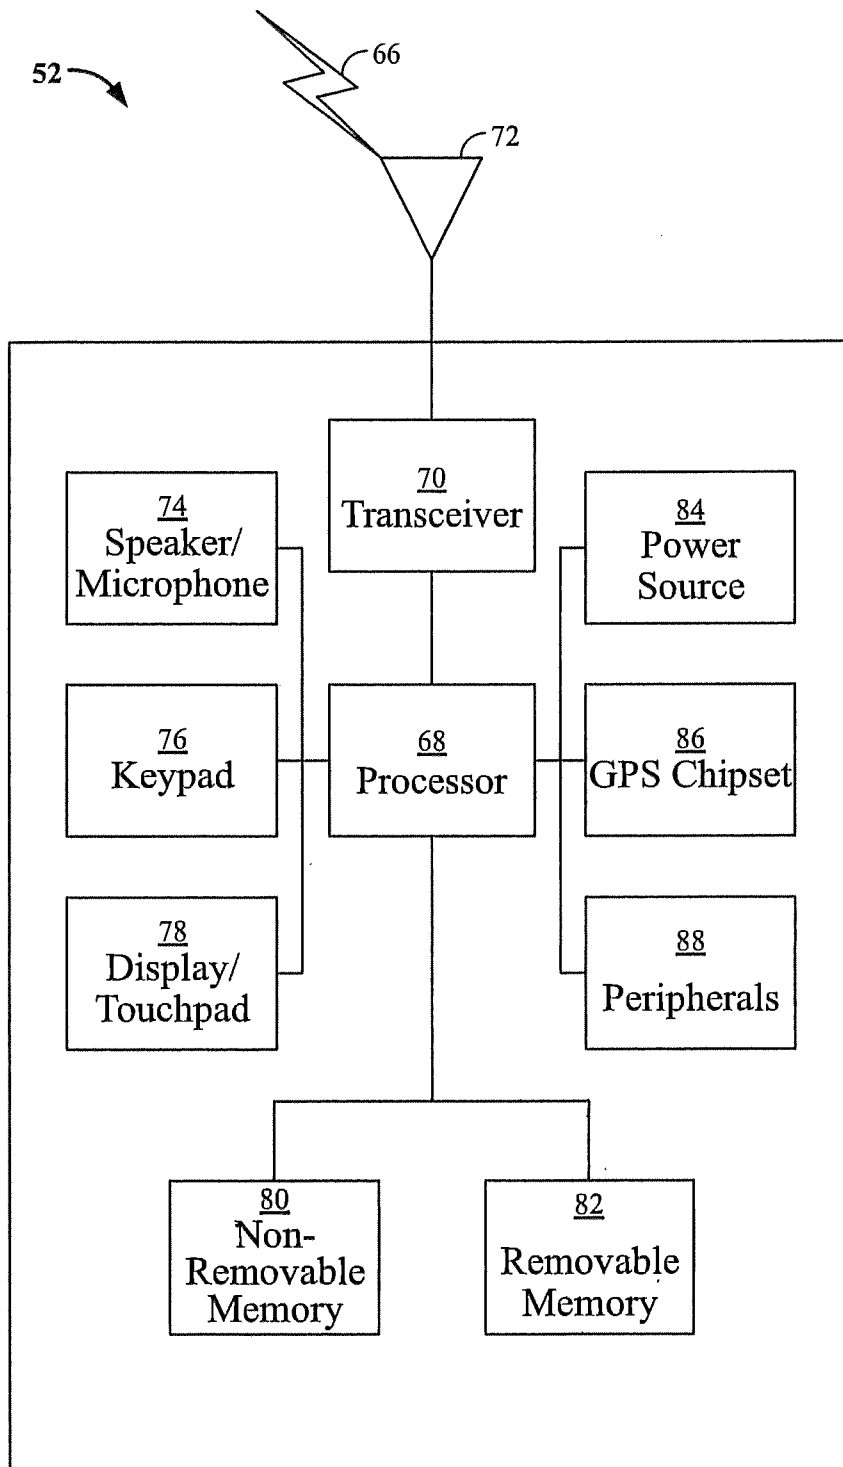 52
66
72
70
Transceiver
74
Speaker/
Microphone
84
Power
Source
76
Keypad
68
Processor
86
GPS Chipset
78
Display/
Touchpad
88
Peripherals
80
Non-
Removable
Memory
82
Removable
Memory